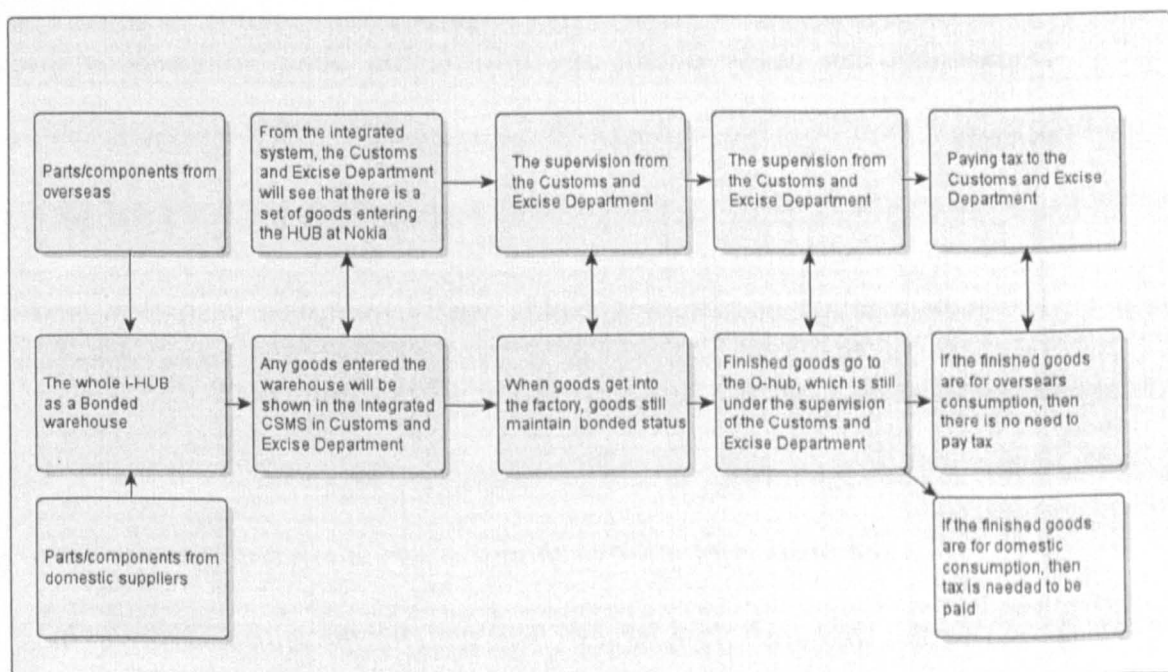 Parts/components from
overseas
From the integrated
system, the Customs
and Excise Department
will see that there is a
set of goods entering
the HUB at Nokia
The supervision from
the Customs and
Excise Department
The supervision from
the Customs and
Excise Department
Paying tax to the
Customs and Excise
Department
The whole i-HUB
as a Bonded
warehouse
Any goods entered the
warehouse will be
shown in the Integrated
CSMS in Customs and
Excise Department
When goods get into
the factory, goods still
maintain bonded status
Finished goods go to
the O-hub, which is still
under the supervision
of the Customs and
Excise Department
If the finished goods
are for oversears
consumption, then
there is no need to
pay tax
Parts/components from
domestic suppliers
If the finished goods
are for domestic
consumption, then
tax is needed to be
paid